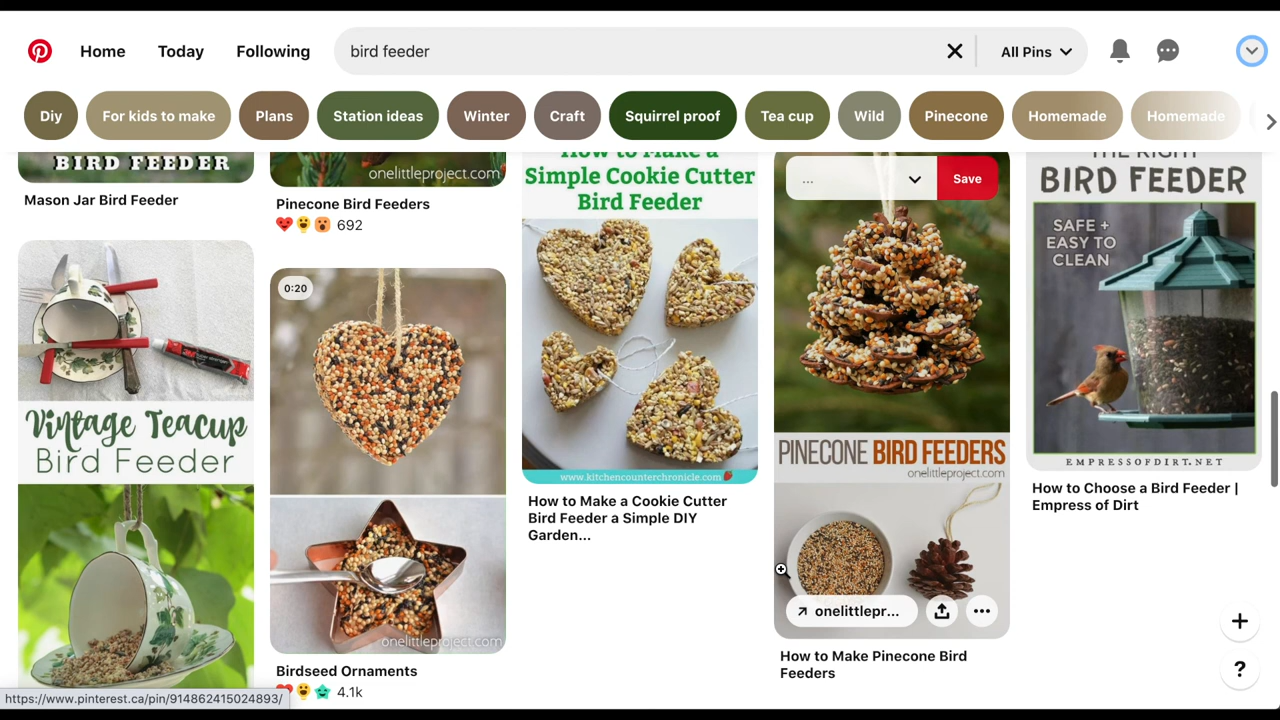 Home
Today
Following
bird feeder
All Pins
Diy
For kids to make
Plans
Station ideas
Winter
Craft
Squirrel proof
Tea cup
Wild
Pinecone
Homemade
Homemade
BIRD FEEDER
Mason Jar Bird Feeder
Vintage Teacup
Bird Feeder
onelittleproject.com
Pinecone Bird Feeders
692
0:20
onelittleproject.com
Birdseed Ornaments
4.1k
How to Make a
Simple Cookie Cutter
Bird Feeder
www.kitchencounterchronicle.com
How to Make a Cookie Cutter
Bird Feeder a Simple DIY
Garden...
...
Save
PINECONE BIRD FEEDERS
onelittleproject.com
onelittlepr...
How to Make Pinecone Bird
Feeders
THE RIGHT
BIRD FEEDER
SAFE +
EASY TO
CLEAN
EMPRESSOFDIRT.NET
How to Choose a Bird Feeder |
Empress of Dirt
+
?
https://www.pinterest.ca/pin/914862415024893/